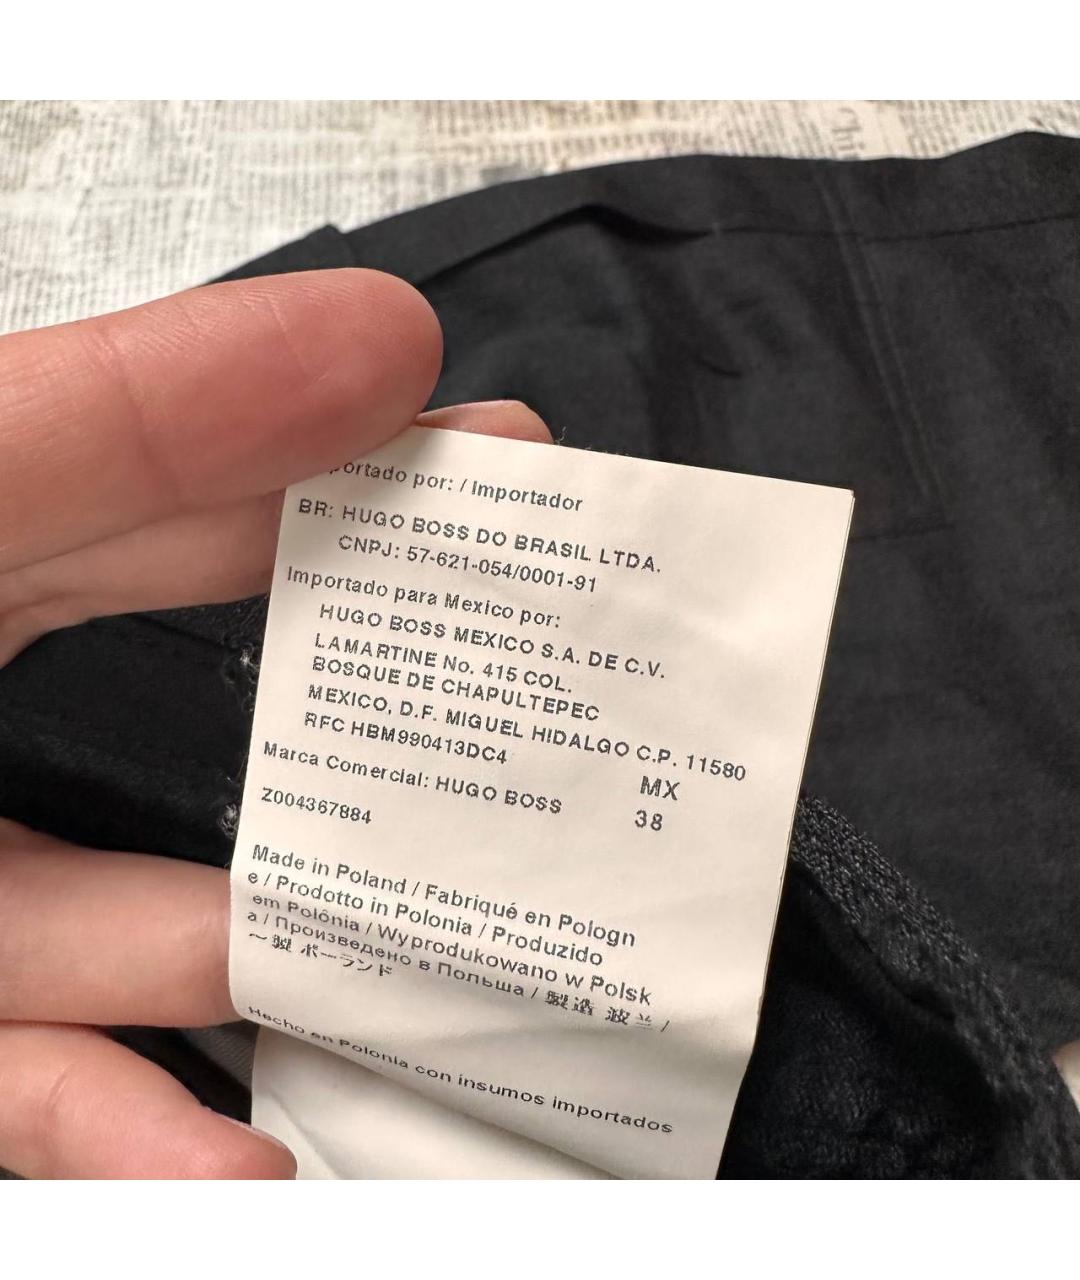 portado por: / Importador
BR: HUGO BOSS DO BRASIL LTDA.
CNPJ: 57-621-054/0001-91
Importado para Mexico por:
HUGO BOSS MEXICO S.A. DE C.V.
LAMARTINE No. 415 COL.
BOSQUE DE CHAPULTEPEC
MEXICO, D.F. MIGUEL HIDALGO C.P. 11580
RFC HBM990413DC4
MX
Marca Comercial: HUGO BOSS
38
Z004367884
Made in Poland / Fabriqué en Pologn
e / Prodotto in Polonia / Produzido
em Polônia / Wyprodukowano w Polsk
a / Произведено в Польша / 製造 波兰 /
〜製 ポーランド
Hecho en Polonia con insumos importados